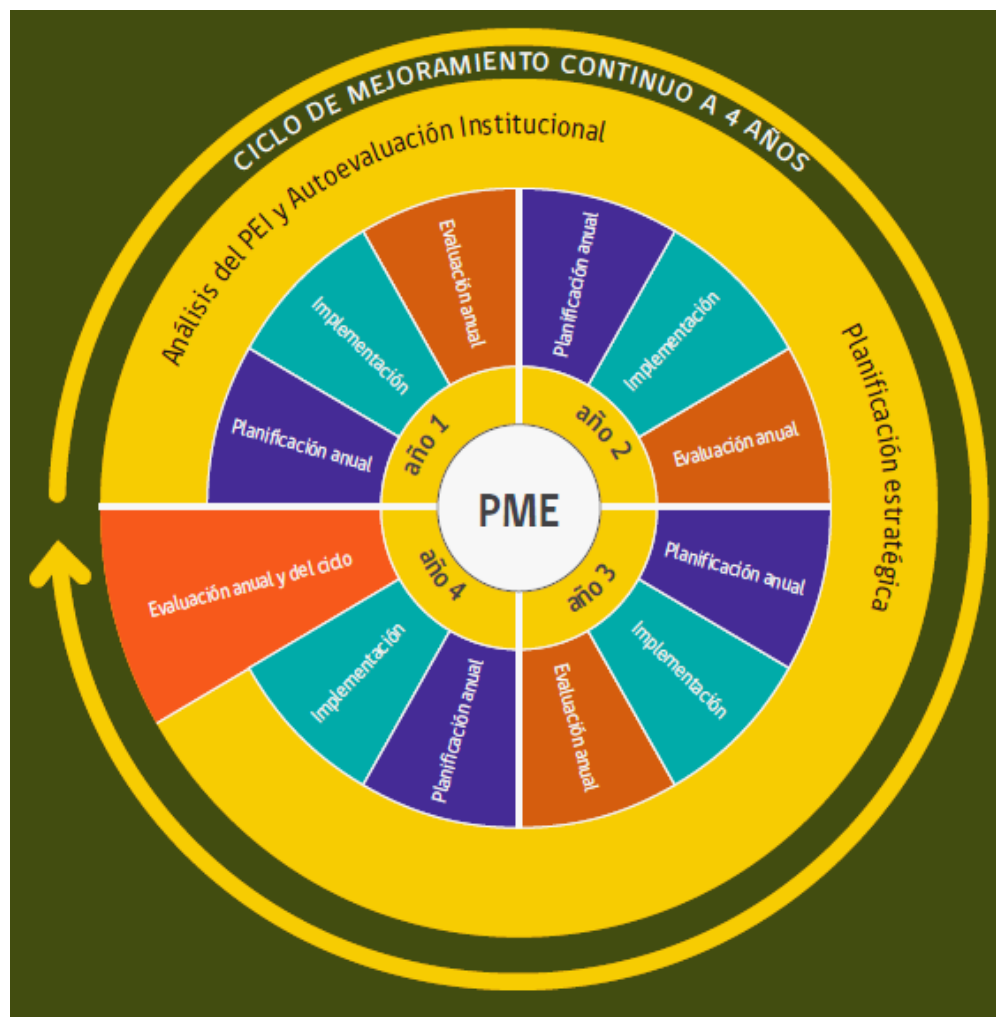 CICLO DE MEJORAMIENTO CONTINUO A 4 AÑOS
Análisis del PEI y Autoevaluación Institucional
Planificación estratégica
PME
año 1
Planificación anual
Implementación
Evaluación anual
año 2
Planificación anual
Implementación
Evaluación anual
año 3
Planificación anual
Implementación
Evaluación anual
año 4
Planificación anual
Implementación
Evaluación anual y del ciclo